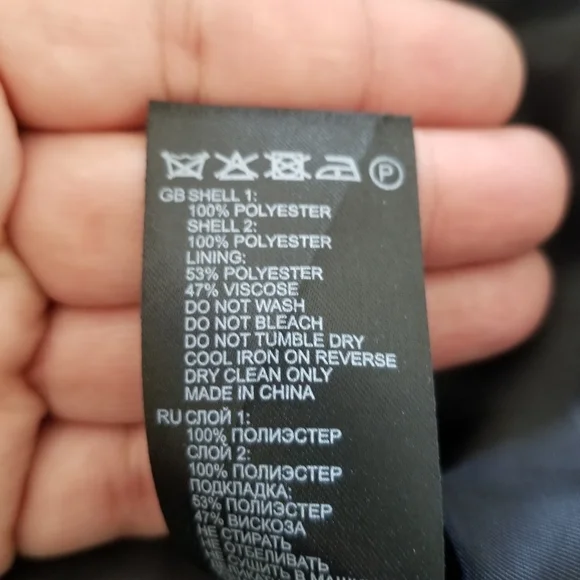 P
GB SHELL 1:
100% POLYESTER
SHELL 2:
100% POLYESTER
LINING:
53% POLYESTER
47% VISCOSE
DO NOT WASH
DO NOT BLEACH
DO NOT TUMBLE DRY
COOL IRON ON REVERSE
DRY CLEAN ONLY
MADE IN CHINA
RU СЛОЙ 1:
100% ПОЛИЭСТЕР
СЛОЙ 2:
100% ПОЛИЭСТЕР
ПОДКЛАДКА:
53% ПОЛИЭСТЕР
47% ВИСКОЗА
НЕ СТИРАТЬ
НЕ ОТБЕЛИВАТЬ